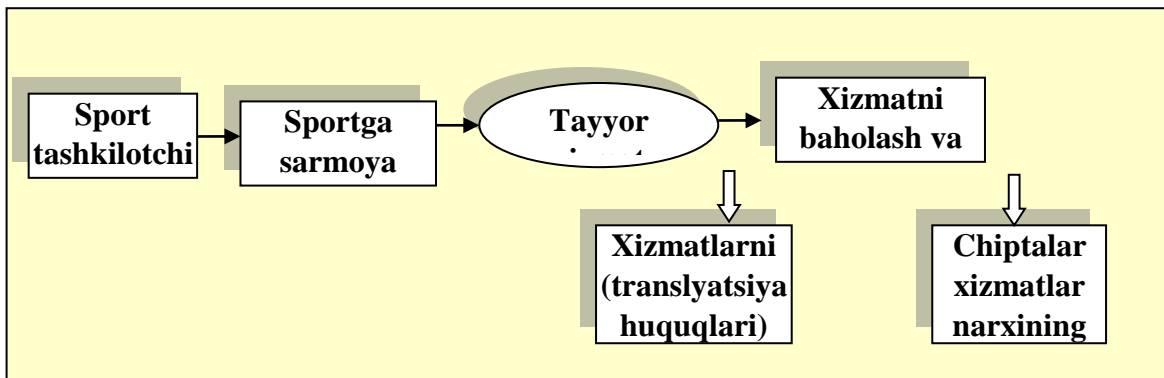 Sport
tashkilotchi
Sportga
sarmoya
Tayyor
Xizmatni
baholash va
Xizmatlarni
(translyatsiya
huquqlari)
Chiptalar
xizmatlar
narxining